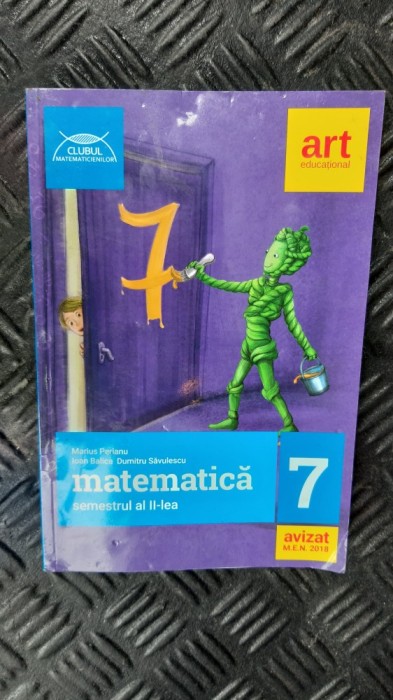 CLUBUL
MATEMATICIENILOR
art
educațional
7
Marius Perianu
Ioan Balica Dumitru Săvulescu
matematică
semestrul al II-lea
7
avizat
M.E.N. 2018